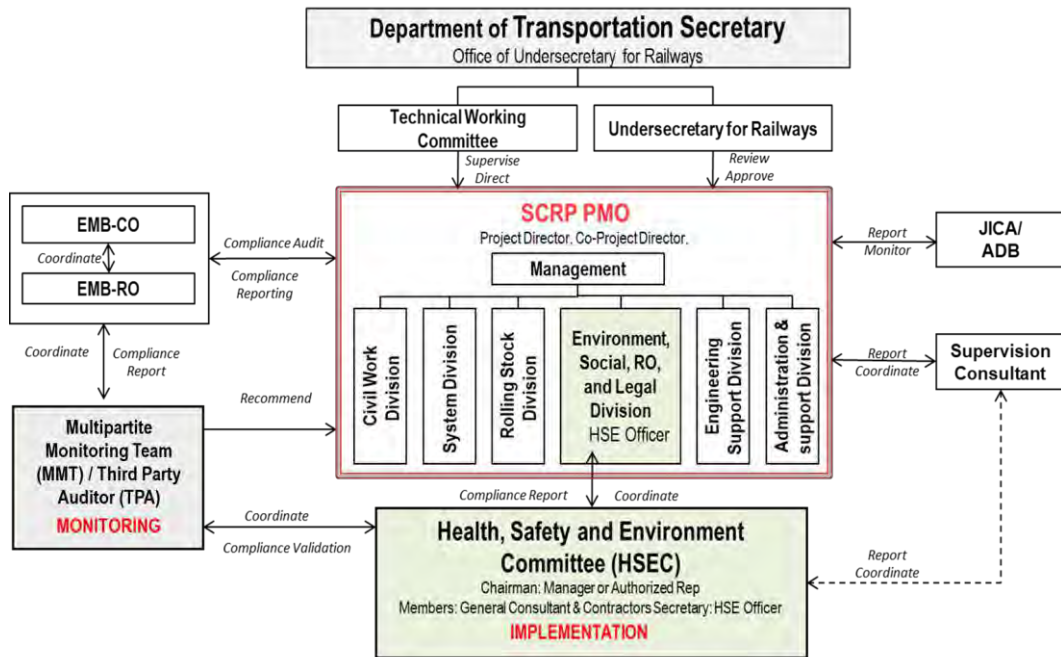 Department of Transportation Secretary
Office of Undersecretary for Railways
Technical Working
Committee
Undersecretary for Railways
Supervise
Direct
Review
Approve
EMB-CO
Coordinate
EMB-RO
Compliance Audit
Compliance
Reporting
SCRP PMO
Project Director, Co-Project Director,
Management
Civil Work
Division
System Division
Rolling Stock
Division
Environment,
Social, RO,
and Legal
Division
HSE Officer
Engineering
Support Division
Administration &
support Division
Report
Monitor
JICA/
ADB
Report
Coordinate
Supervision
Consultant
Coordinate
Compliance
Report
Recommend
Multipartite
Monitoring Team
(MMT) / Third Party
Auditor (TPA)
MONITORING
Coordinate
Compliance Validation
Compliance Report
Coordinate
Health, Safety and Environment
Committee (HSEC)
Chairman: Manager or Authorized Rep
Members: General Consultant & Contractors Secretary: HSE Officer
IMPLEMENTATION
Report
Coordinate